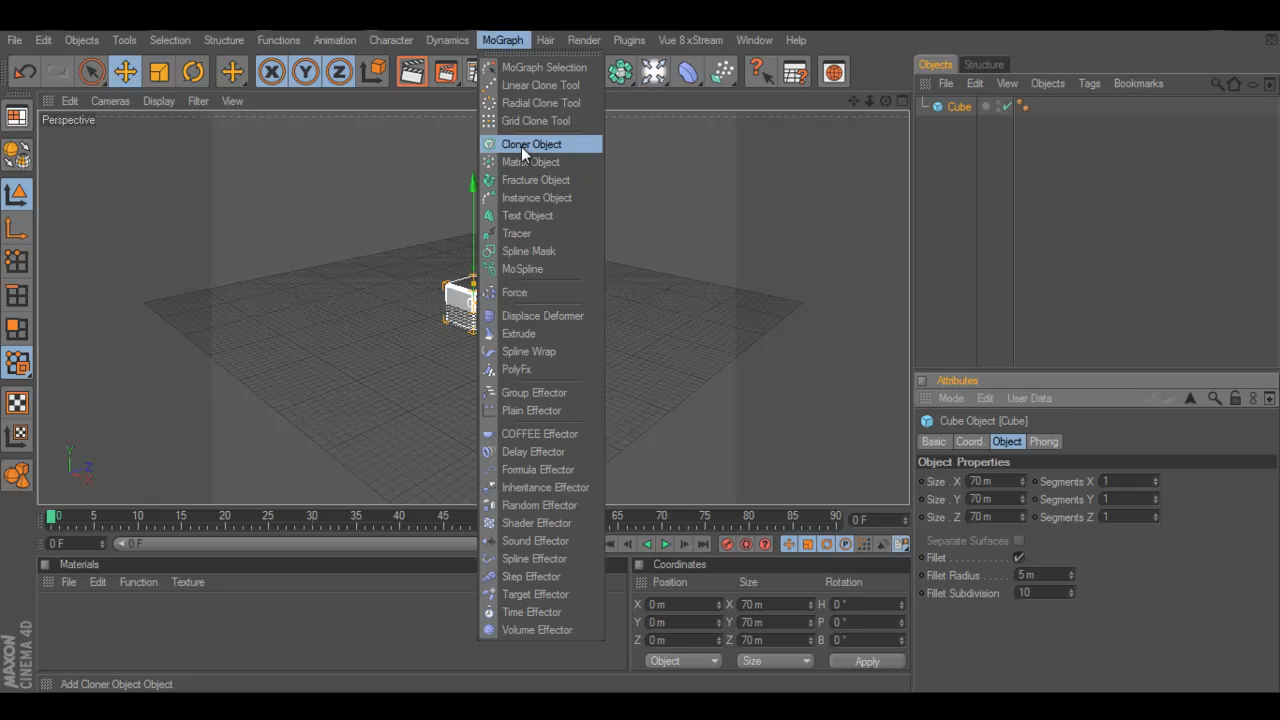 File Edit Objects Tools Selection Structure Functions Animation Character Dynamics MoGraph Hair Render Plugins Vue 8 xStream Window Help
X Y Z
Objects Structure
File Edit View Objects Tags Bookmarks
Cube
Edit Cameras Display Filter View
Perspective
MoGraph Selection
Linear Clone Tool
Radial Clone Tool
Grid Clone Tool
Cloner Object
Matrix Object
Fracture Object
Instance Object
Text Object
Tracer
Spline Mask
MoSpline
Force
Displace Deformer
Extrude
Spline Wrap
PolyFx
Group Effector
Plain Effector
COFFEE Effector
Delay Effector
Formula Effector
Inheritance Effector
Random Effector
Shader Effector
Sound Effector
Spline Effector
Step Effector
Target Effector
Time Effector
Volume Effector
Y Z X
Attributes
Mode Edit User Data
Cube Object [Cube]
Basic Coord. Object Phong
Object Properties
Size . X 70 m Segments X 1
Size . Y 70 m Segments Y 1
Size . Z 70 m Segments Z 1
Separate Surfaces
Fillet . . . . . . . . . . .
Fillet Radius . . . . . 5 m
Fillet Subdivision 10
0 5 10 15 20 25 30 35 40 45 65 70 75 80 85 90 0 F
0 F 0 F
Materials
File Edit Function Texture
Coordinates
Position Size Rotation
X 0 m X 70 m H 0 °
Y 0 m Y 70 m P 0 °
Z 0 m Z 70 m B 0 °
Object Size Apply
MAXON
CINEMA 4D
Add Cloner Object Object